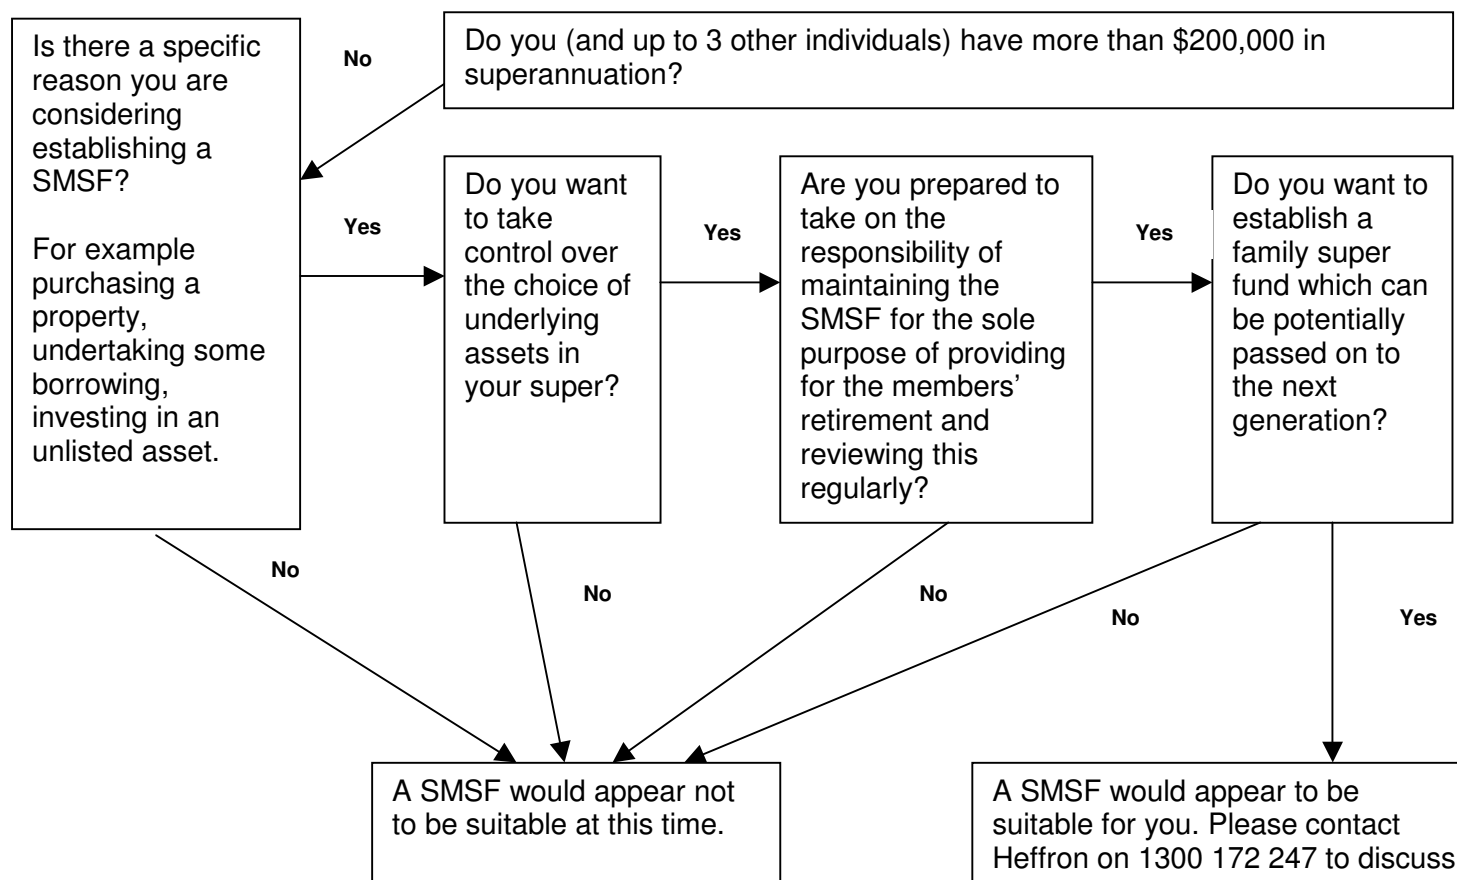 Do you (and up to 3 other individuals) have more than $200,000 in
superannuation?
No
Is there a specific
reason you are
considering
establishing a
SMSF?
For example
purchasing a
property,
undertaking some
borrowing,
investing in an
unlisted asset.
Yes
Do you want
to take
control over
the choice of
underlying
assets in
your super?
Yes
Are you prepared to
take on the
responsibility of
maintaining the
SMSF for the sole
purpose of providing
for the members’
retirement and
reviewing this
regularly?
Yes
Do you want to
establish a
family super
fund which can
be potentially
passed on to
the next
generation?
No
No
No
No
Yes
A SMSF would appear not
to be suitable at this time.
A SMSF would appear to be
suitable for you. Please contact
Heffron on 1300 172 247 to discuss